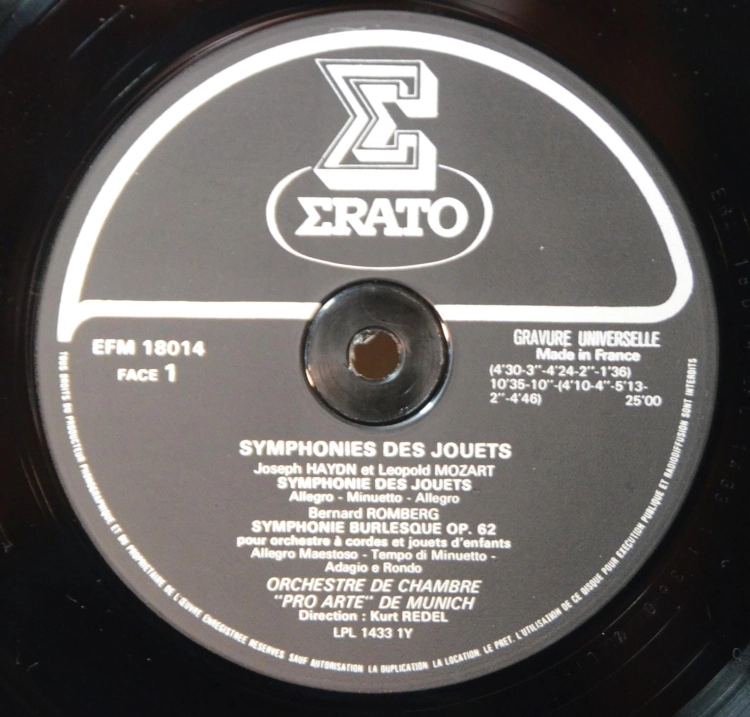 ΣRATO
EFM 18014
FACE 1
GRAVURE UNIVERSELLE
Made in France
(4'30-3"-4'24-2"-1'36)
10'35-10"-(4'10-4"-5'13-
2"-4'46) 25'00
SYMPHONIES DES JOUETS
Joseph HAYDN et Leopold MOZART
SYMPHONIE DES JOUETS
Allegro - Minuetto - Allegro
Bernard ROMBERG
SYMPHONIE BURLESQUE OP. 62
pour orchestre à cordes et jouets d'enfants
Allegro Maestoso - Tempo di Minuetto -
Adagio e Rondo
ORCHESTRE DE CHAMBRE
"PRO ARTE" DE MUNICH
Direction : Kurt REDEL
LPL 1433 1Y
TOUS DROITS DU PRODUCTEUR PHONOGRAPHIQUE ET DU PROPRIETAIRE DE L'ŒUVRE ENREGISTREE RESERVES. SAUF AUTORISATION LA DUPLICATION, LA LOCATION, LE PRET, L'UTILISATION DE CE DISQUE POUR EXECUTION PUBLIQUE ET RADIODIFFUSION SONT INTERDITS